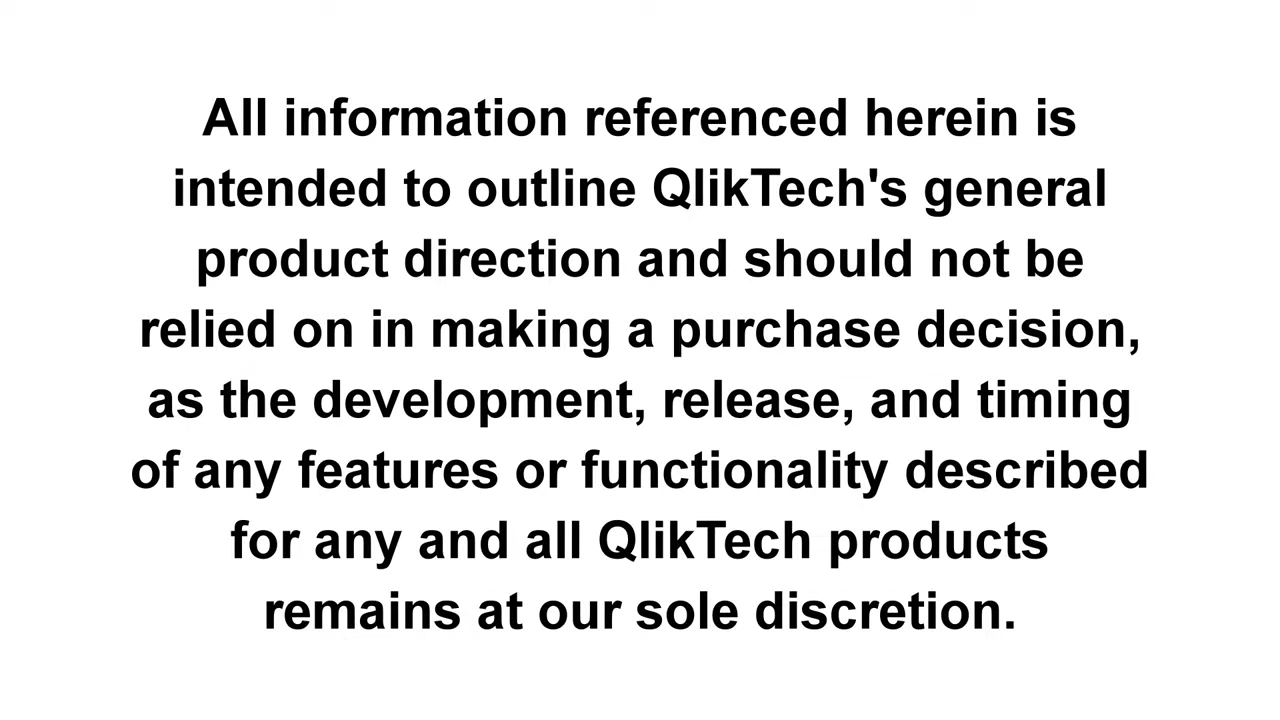 All information referenced herein is
intended to outline QlikTech's general
product direction and should not be
relied on in making a purchase decision,
as the development, release, and timing
of any features or functionality described
for any and all QlikTech products
remains at our sole discretion.